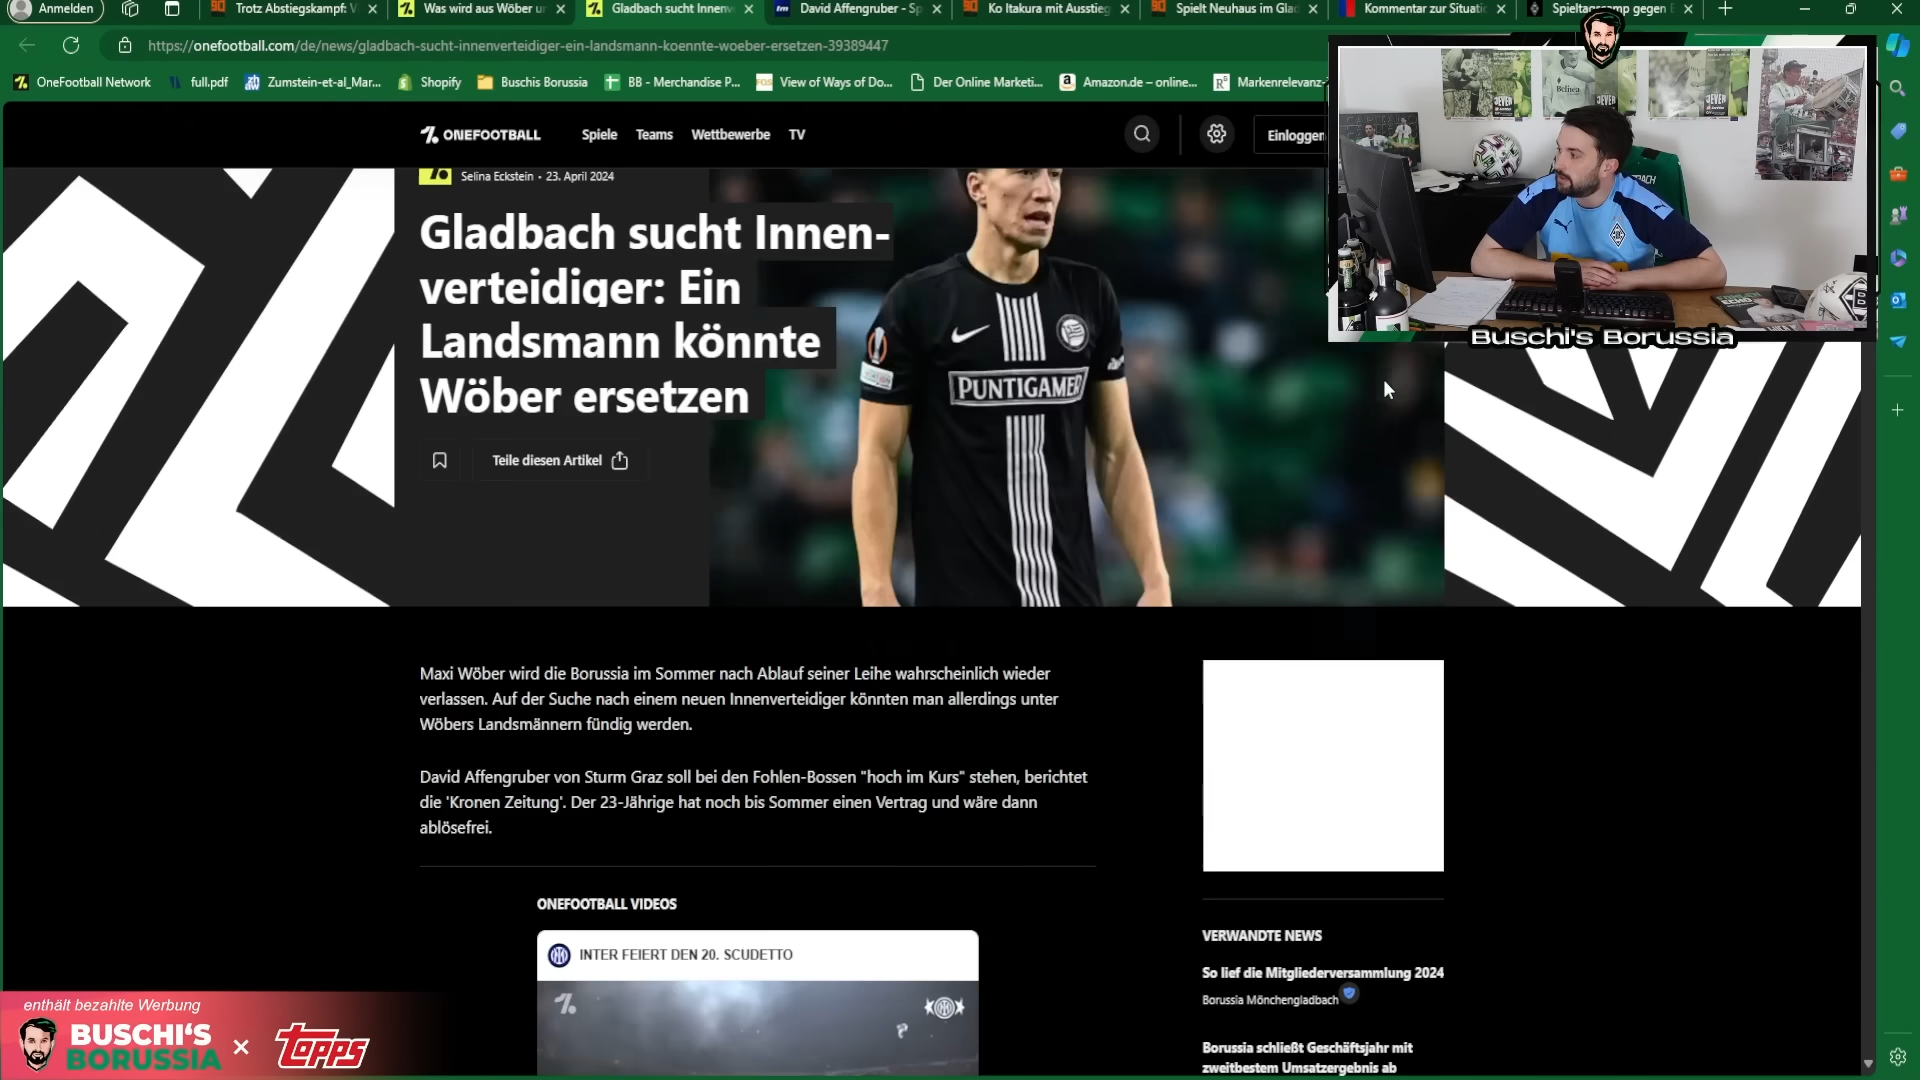 Anmelden
Trotz Abstiegskampf: V
Was wird aus Wöber u
Gladbach sucht Innenv
David Affengruber - Sp
Ko Itakura mit Ausstieg
Spielt Neuhaus im Glad
Kommentar zur Situati
Spieltagscamp gegen
https://onefootball.com/de/news/gladbach-sucht-innenverteidiger-ein-landsmann-koennte-woeber-ersetzen-39389447
OneFootball Network
full.pdf
Zumstein-et-al_Mar...
Shopify
Buschis Borussia
BB - Merchandise P...
View of Ways of Do...
Der Online Marketi...
Amazon.de – online...
Markenrelevanz-
ONEFOOTBALL
Spiele
Teams
Wettbewerbe
TV
Einloggen
Selina Eckstein • 23. April 2024
Gladbach sucht Innen-
verteidiger: Ein
Landsmann könnte
Wöber ersetzen
Teile diesen Artikel
PUNTIGAMER
Buschi's Borussia
Maxi Wöber wird die Borussia im Sommer nach Ablauf seiner Leihe wahrscheinlich wieder
verlassen. Auf der Suche nach einem neuen Innenverteidiger könnten man allerdings unter
Wöbers Landsmännern fündig werden.
David Affengruber von Sturm Graz soll bei den Fohlen-Bossen "hoch im Kurs" stehen, berichtet
die 'Kronen Zeitung'. Der 23-Jährige hat noch bis Sommer einen Vertrag und wäre dann
ablösefrei.
ONEFOOTBALL VIDEOS
INTER FEIERT DEN 20. SCUDETTO
VERWANDTE NEWS
So lief die Mitgliederversammlung 2024
Borussia Mönchengladbach
Borussia schließt Geschäftsjahr mit
zweitbestem Umsatzergebnis ab
enthält bezahlte Werbung
BUSCHI'S
BORUSSIA
×
topps